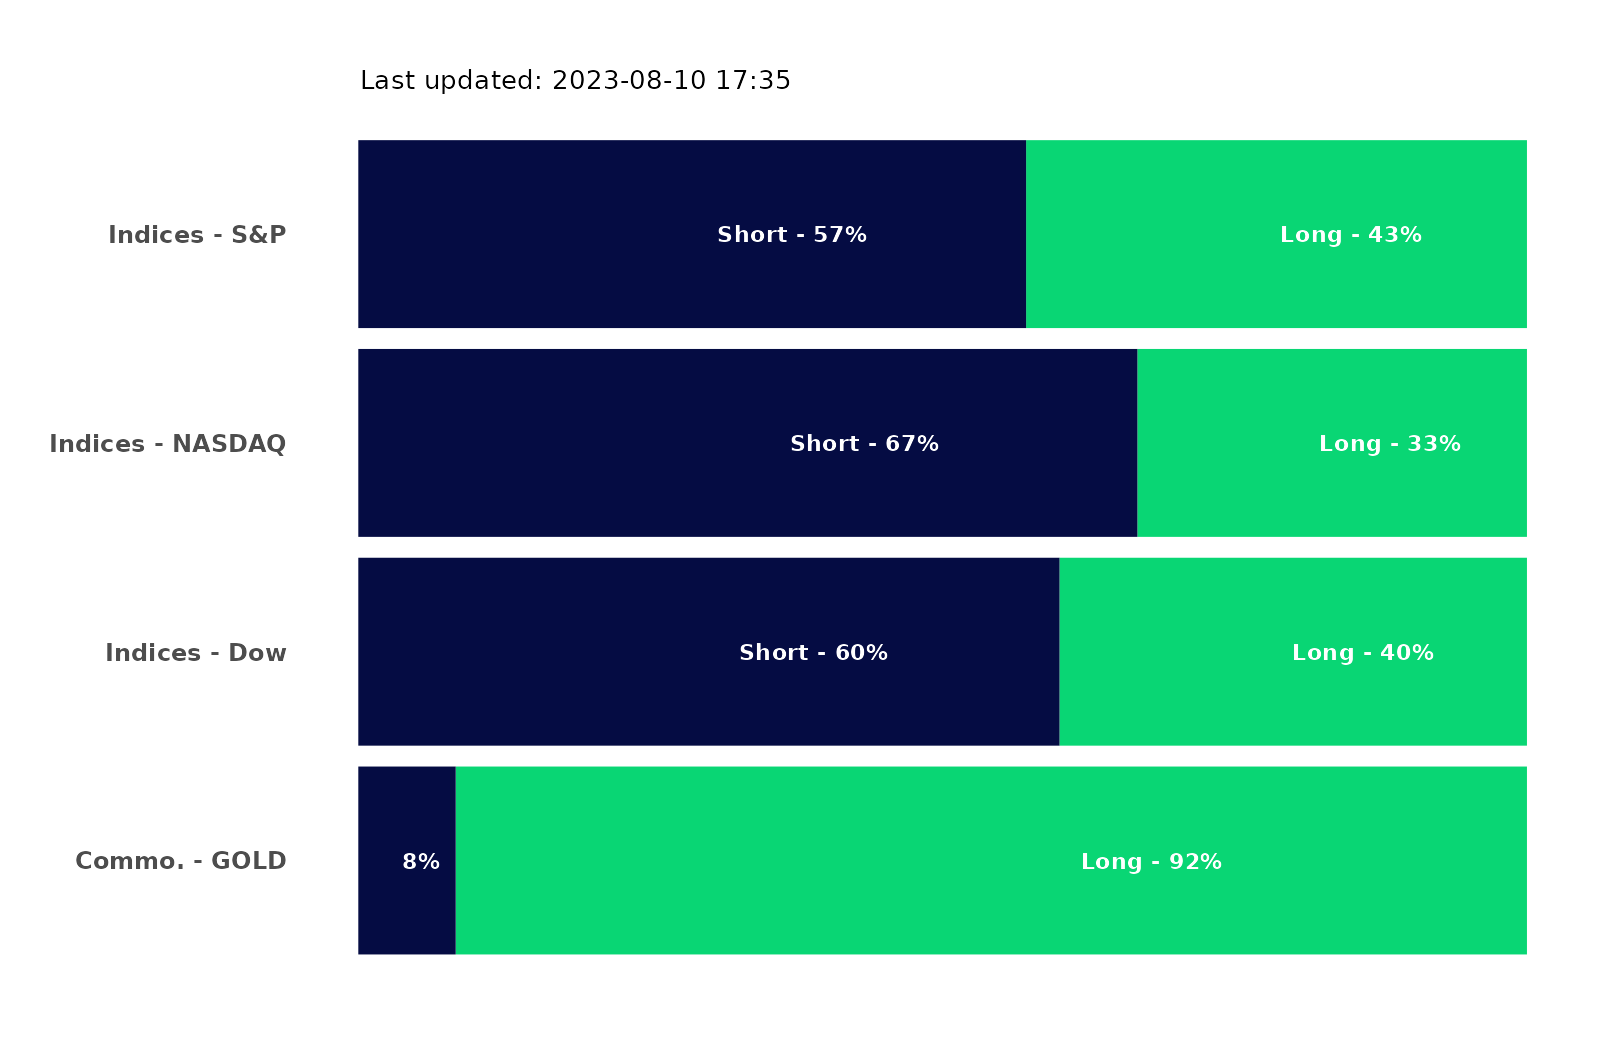 Last updated: 2023-08-10 17:35
Indices - S&P
Short - 57%
Long - 43%
Indices - NASDAQ
Short - 67%
Long - 33%
Indices - Dow
Short - 60%
Long - 40%
Commo. - GOLD
8%
Long - 92%